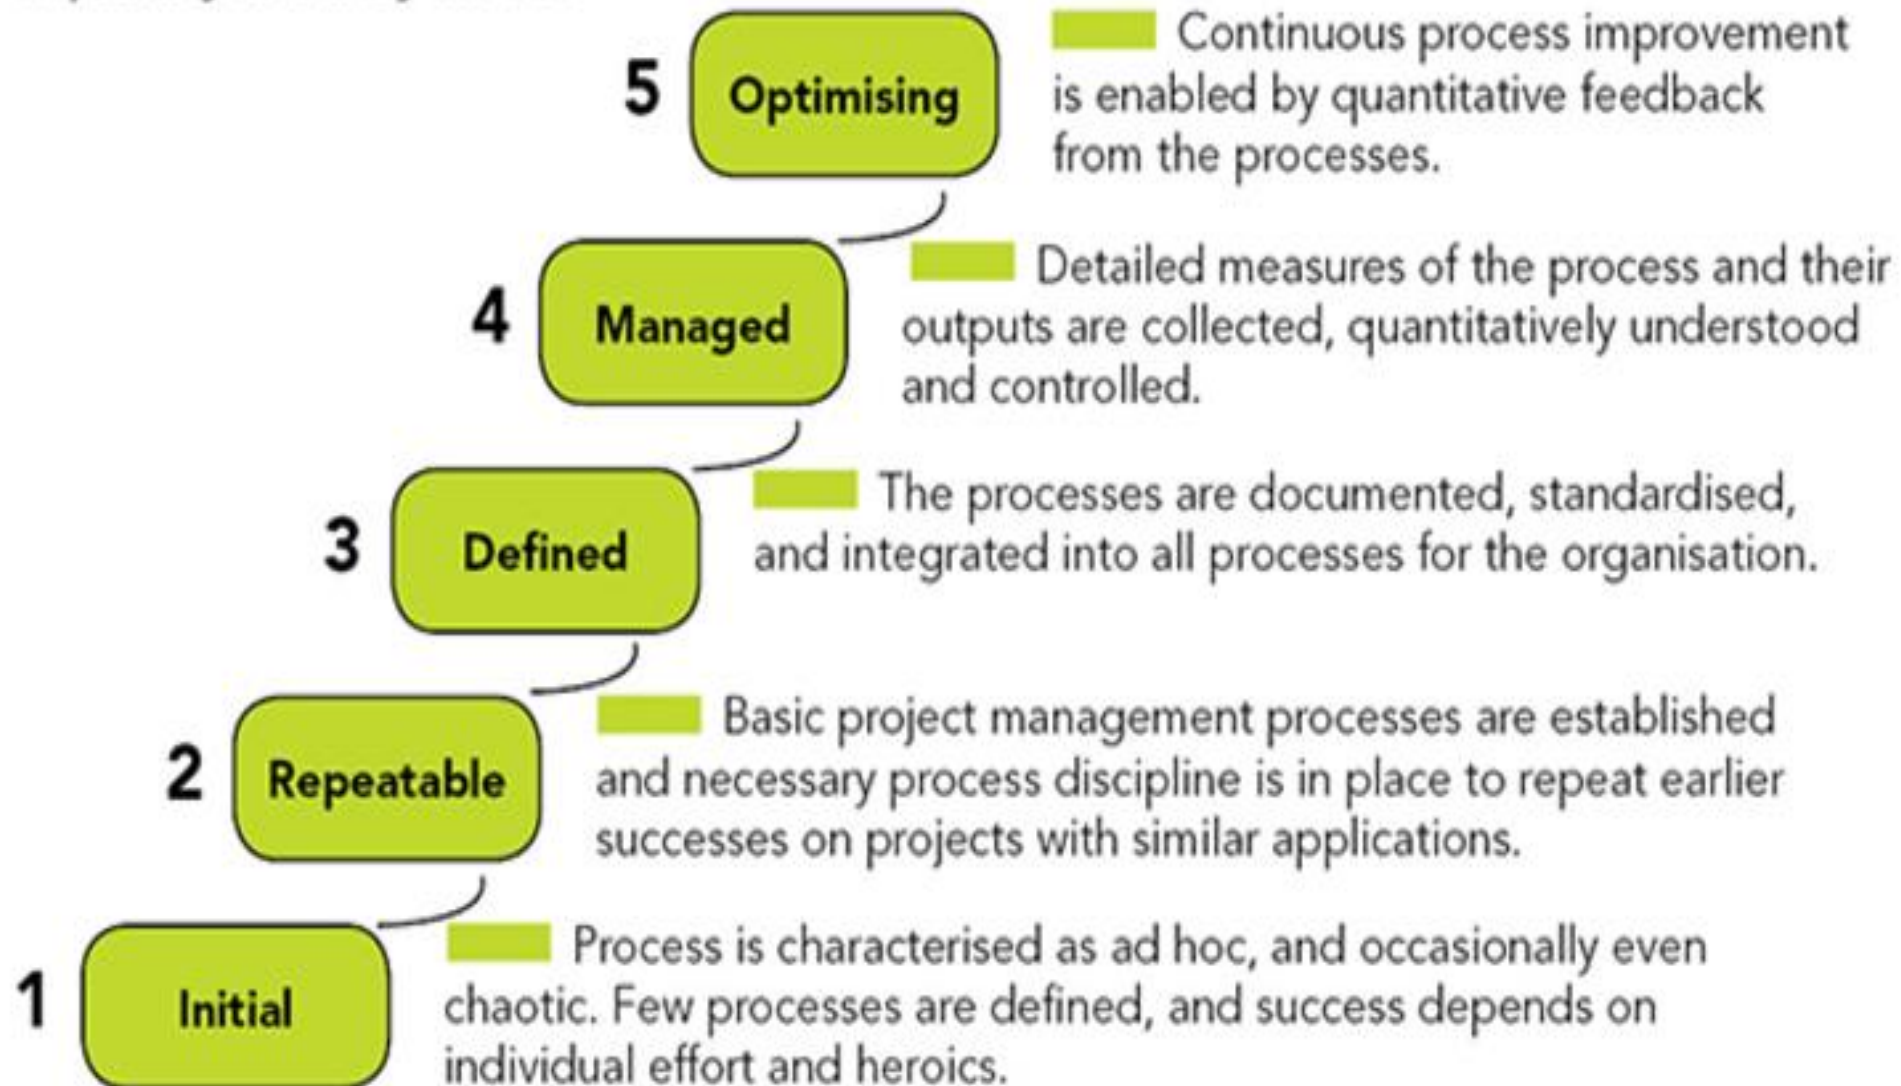 5
Optimising
Continuous process improvement
is enabled by quantitative feedback
from the processes.
4
Managed
Detailed measures of the process and their
outputs are collected, quantitatively understood
and controlled.
3
Defined
The processes are documented, standardised,
and integrated into all processes for the organisation.
2
Repeatable
Basic project management processes are established
and necessary process discipline is in place to repeat earlier
successes on projects with similar applications.
1
Initial
Process is characterised as ad hoc, and occasionally even
chaotic. Few processes are defined, and success depends on
individual effort and heroics.